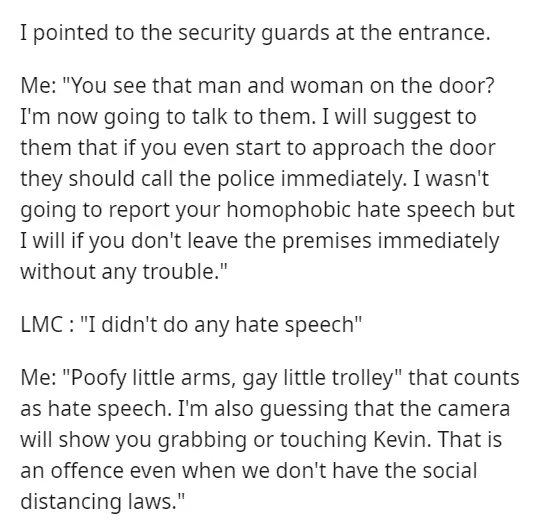 I pointed to the security guards at the entrance.
Me: "You see that man and woman on the door?
I'm now going to talk to them. I will suggest to
them that if you even start to approach the door
they should call the police immediately. I wasn't
going to report your homophobic hate speech but
I will if you don't leave the premises immediately
without any trouble."
LMC : "I didn't do any hate speech"
Me: "Poofy little arms, gay little trolley" that counts
as hate speech. I'm also guessing that the camera
will show you grabbing or touching Kevin. That is
an offence even when we don't have the social
distancing laws."